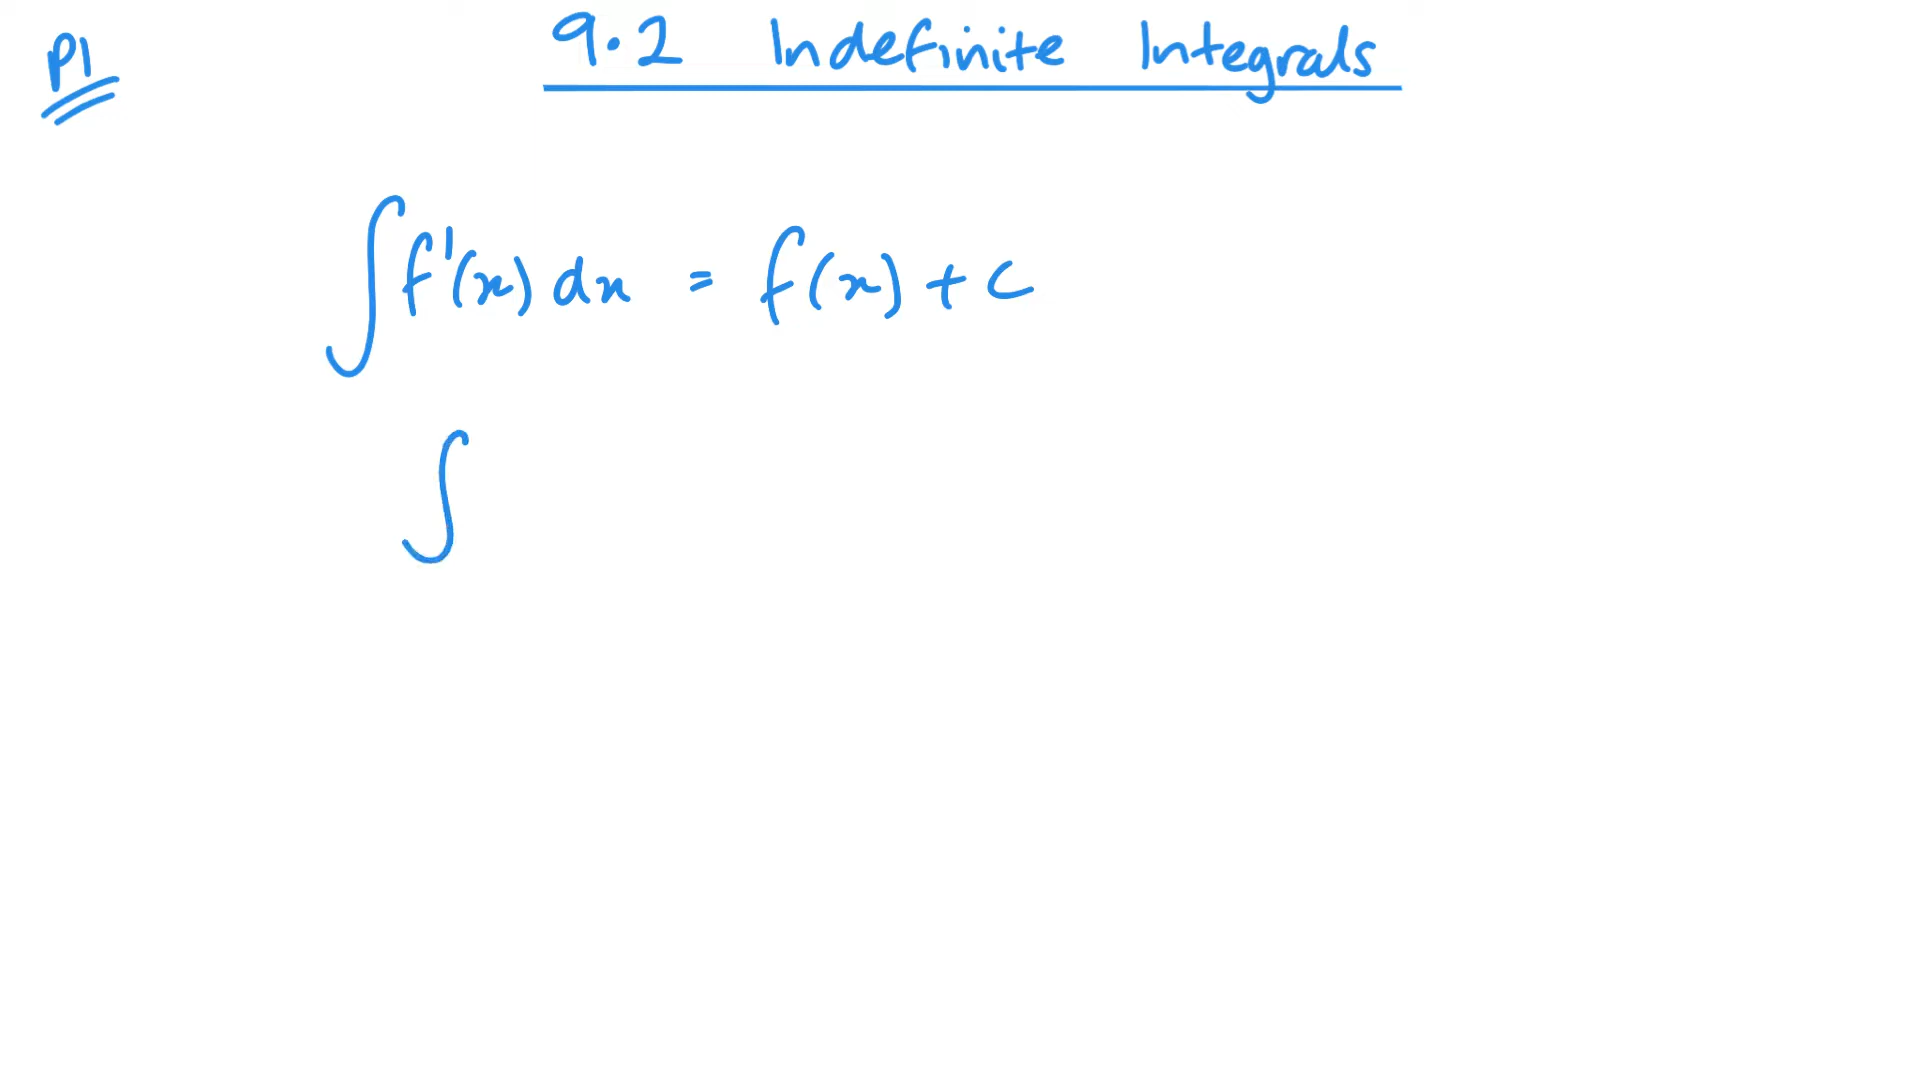 P1
9.2 Indefinite Integrals
∫f'(x) dx = f(x) + c
∫